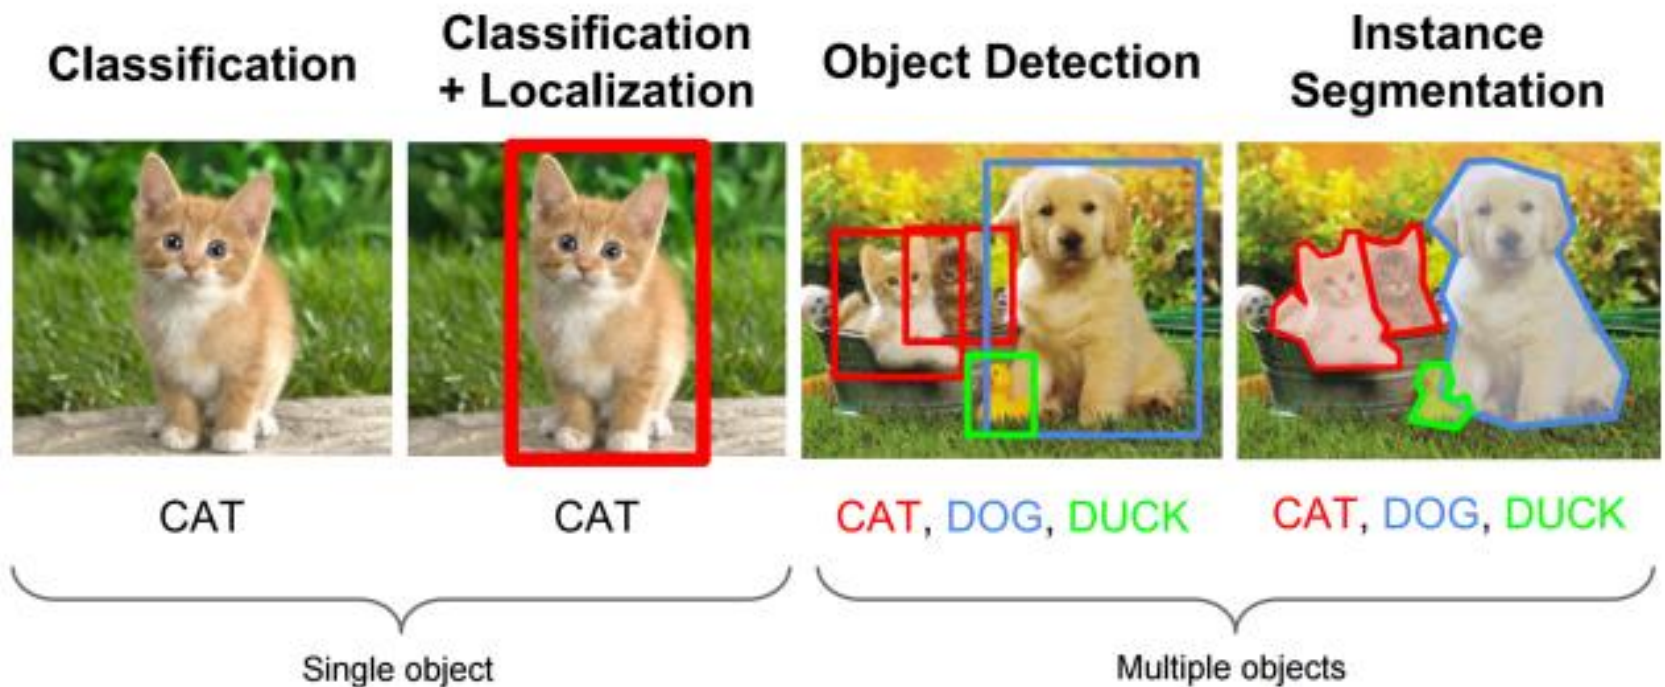 Classification
Classification
+ Localization
Object Detection
Instance
Segmentation
CAT
CAT
CAT, DOG, DUCK
CAT, DOG, DUCK
Single object
Multiple objects